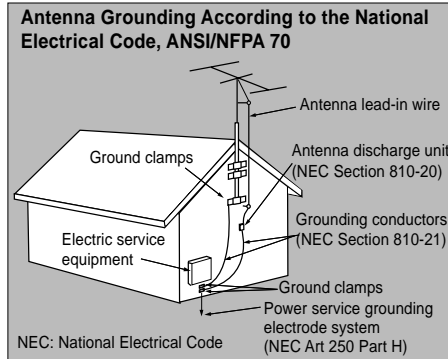 Antenna Grounding According to the National
Electrical Code, ANSI/NFPA 70
Antenna lead-in wire
Ground clamps
Antenna discharge unit
(NEC Section 810-20)
Electric service
equipment
Grounding conductors
(NEC Section 810-21)
Ground clamps
Power service grounding
electrode system
(NEC Art 250 Part H)
NEC: National Electrical Code